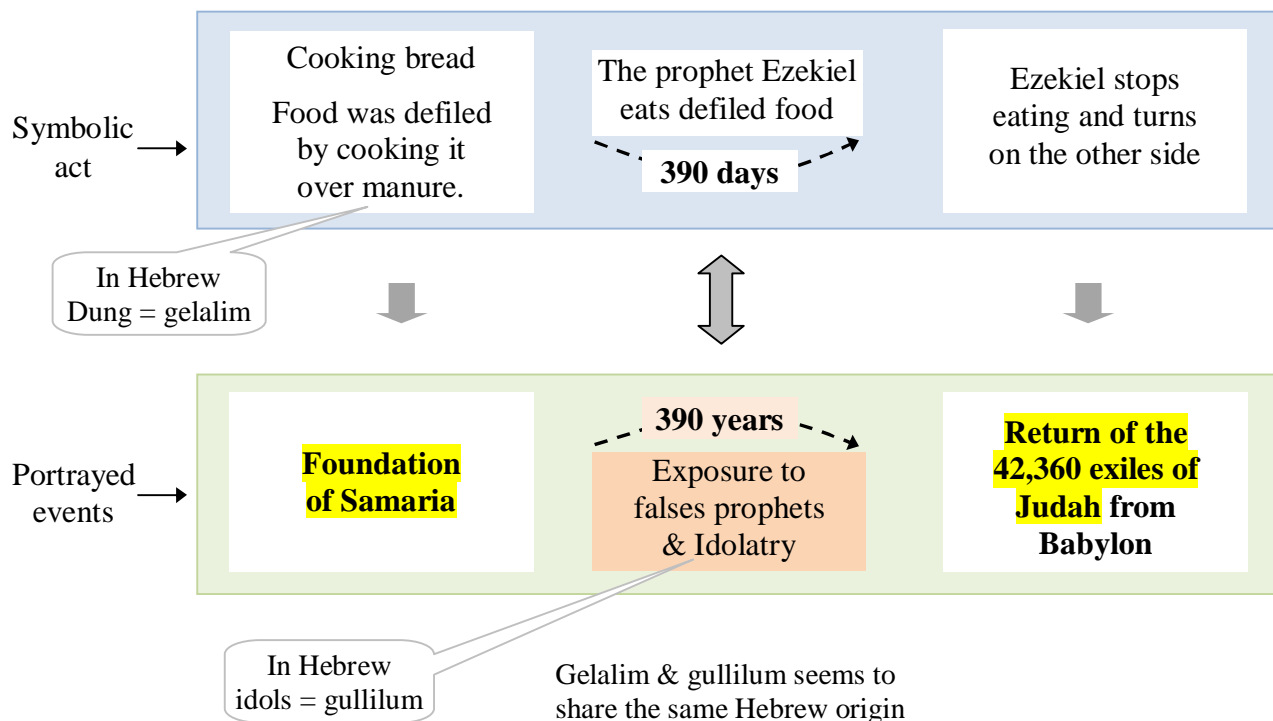 Cooking bread
Food was defiled
by cooking it
over manure.
The prophet Ezekiel
eats defiled food
390 days
Ezekiel stops
eating and turns
on the other side
Symbolic
act
In Hebrew
Dung = gelalim
Foundation
of Samaria
390 years
Exposure to
falses prophets
& Idolatry
Return of the
42,360 exiles of
Judah from
Babylon
Portrayed
events
In Hebrew
idols = gullilum
Gelalim & gullilum seems to
share the same Hebrew origin